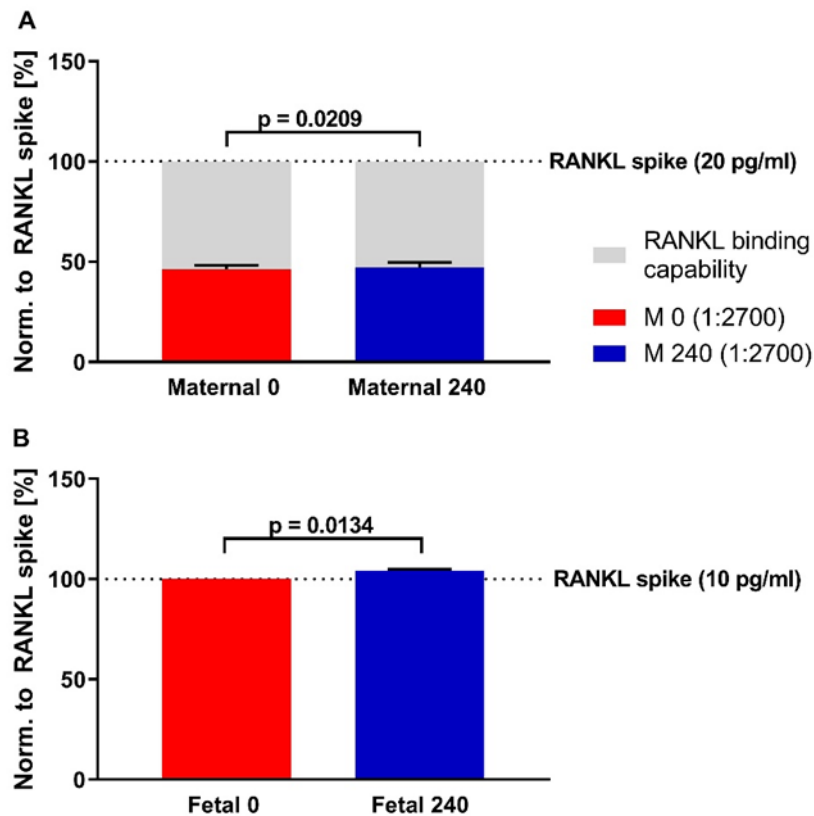 A
Norm. to RANKL spike [%]
150
100
50
0
p = 0.0209
RANKL spike (20 pg/ml)
Maternal 0
Maternal 240
RANKL binding
capability
M 0 (1:2700)
M 240 (1:2700)
B
Norm. to RANKL spike [%]
150
100
50
0
p = 0.0134
RANKL spike (10 pg/ml)
Fetal 0
Fetal 240